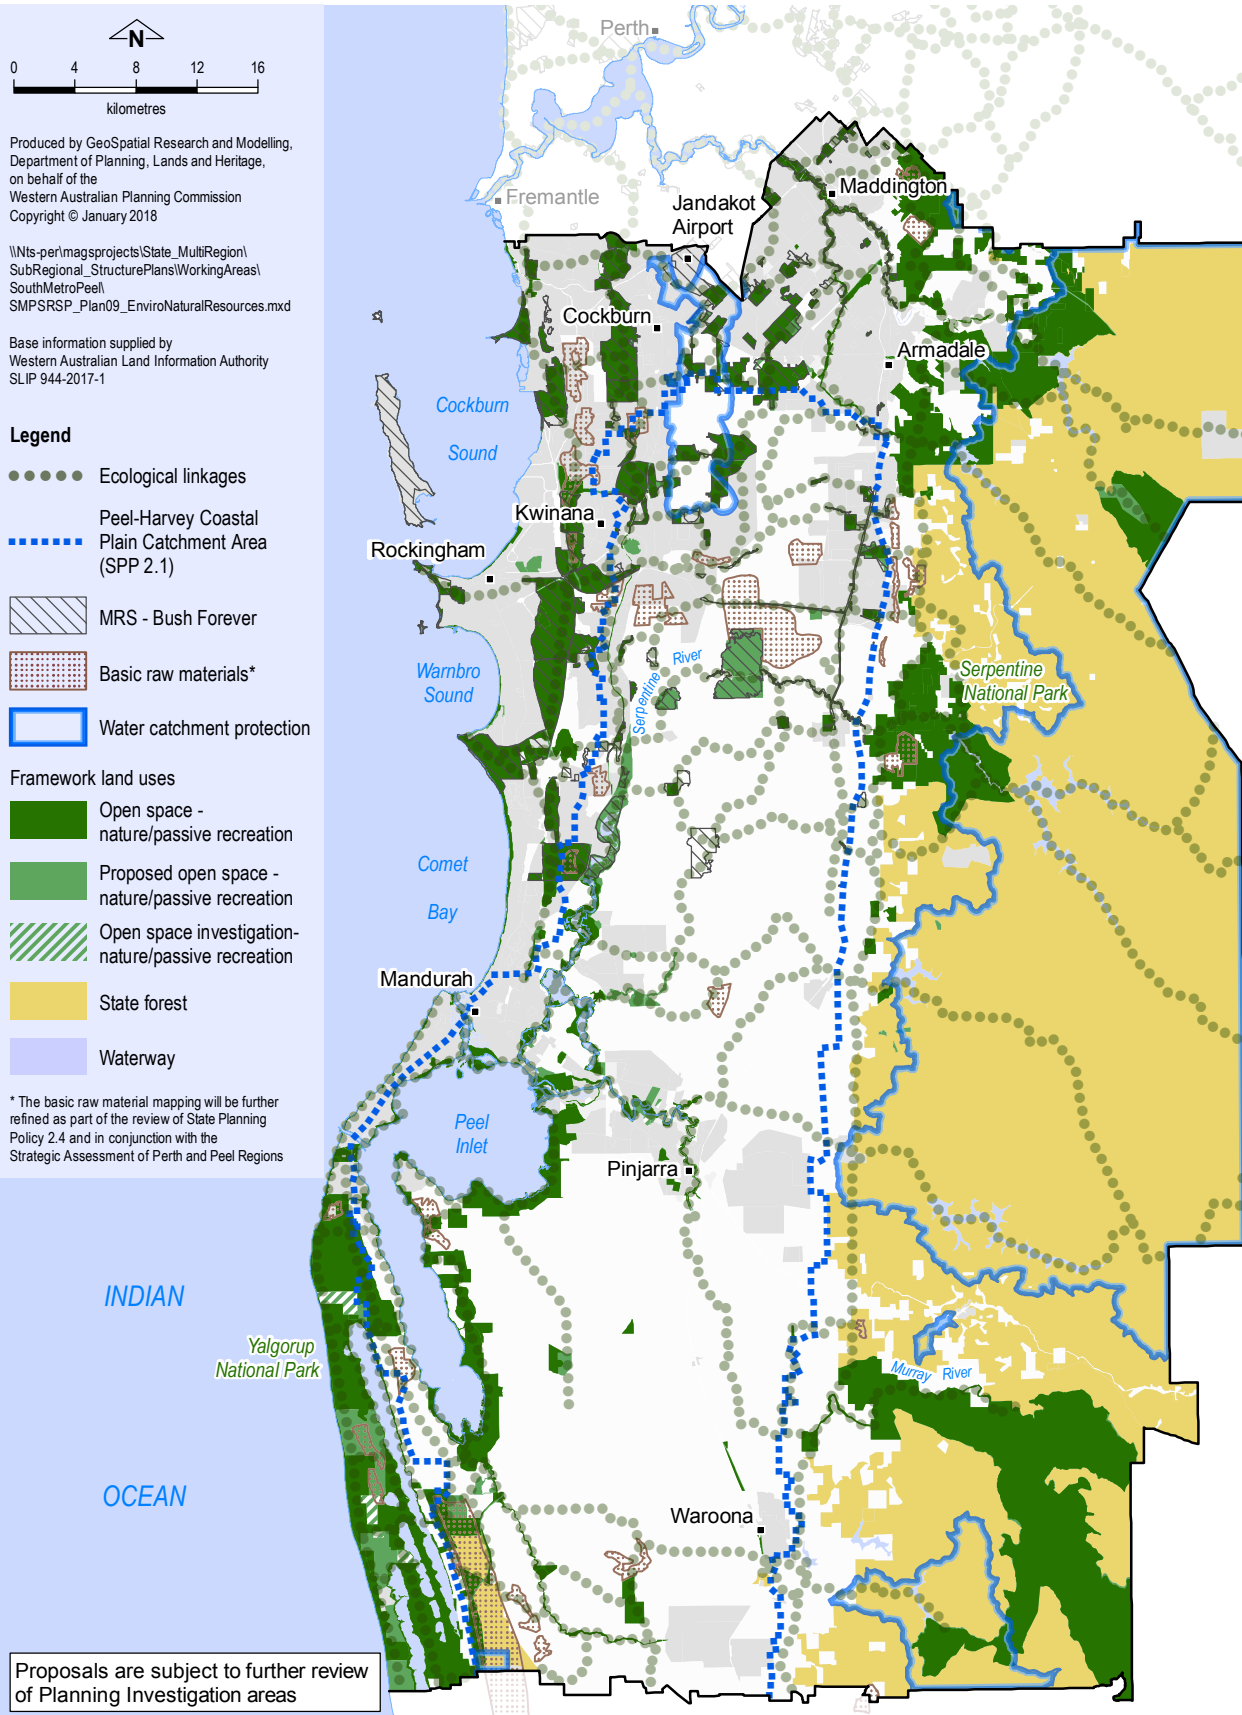 N
0 4 8 12 16
kilometres
Produced by GeoSpatial Research and Modelling,
Department of Planning, Lands and Heritage,
on behalf of the
Western Australian Planning Commission
Copyright © January 2018
\\Nts-per\magsprojects\State_MultiRegion\
SubRegional_StructurePlans\WorkingAreas\
SouthMetroPeel\
SMPSRSP_Plan09_EnviroNaturalResources.mxd
Base information supplied by
Western Australian Land Information Authority
SLIP 944-2017-1
Legend
Ecological linkages
Peel-Harvey Coastal
Plain Catchment Area
(SPP 2.1)
MRS - Bush Forever
Basic raw materials*
Water catchment protection
Framework land uses
Open space -
nature/passive recreation
Proposed open space -
nature/passive recreation
Open space investigation-
nature/passive recreation
State forest
Waterway
* The basic raw material mapping will be further
refined as part of the review of State Planning
Policy 2.4 and in conjunction with the
Strategic Assessment of Perth and Peel Regions
Perth
Fremantle
Maddington
Jandakot
Airport
Cockburn
Armadale
Cockburn
Sound
Kwinana
Rockingham
Warnbro
Sound
Serpentine
River
Serpentine
National Park
Comet
Bay
Mandurah
Peel
Inlet
Pinjarra
INDIAN
Yalgorup
National Park
Murray River
OCEAN
Waroona
Proposals are subject to further review
of Planning Investigation areas